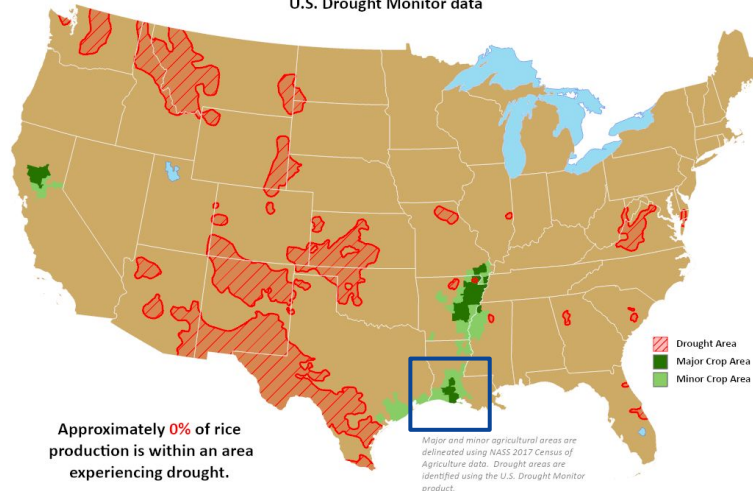 U.S. Drought Monitor data
Drought Area
Major Crop Area
Minor Crop Area
Approximately 0% of rice
production is within an area
experiencing drought.
Major and minor agricultural areas are
delineated using NASS 2017 Census of
Agriculture data. Drought areas are
identified using the U.S. Drought Monitor
product.